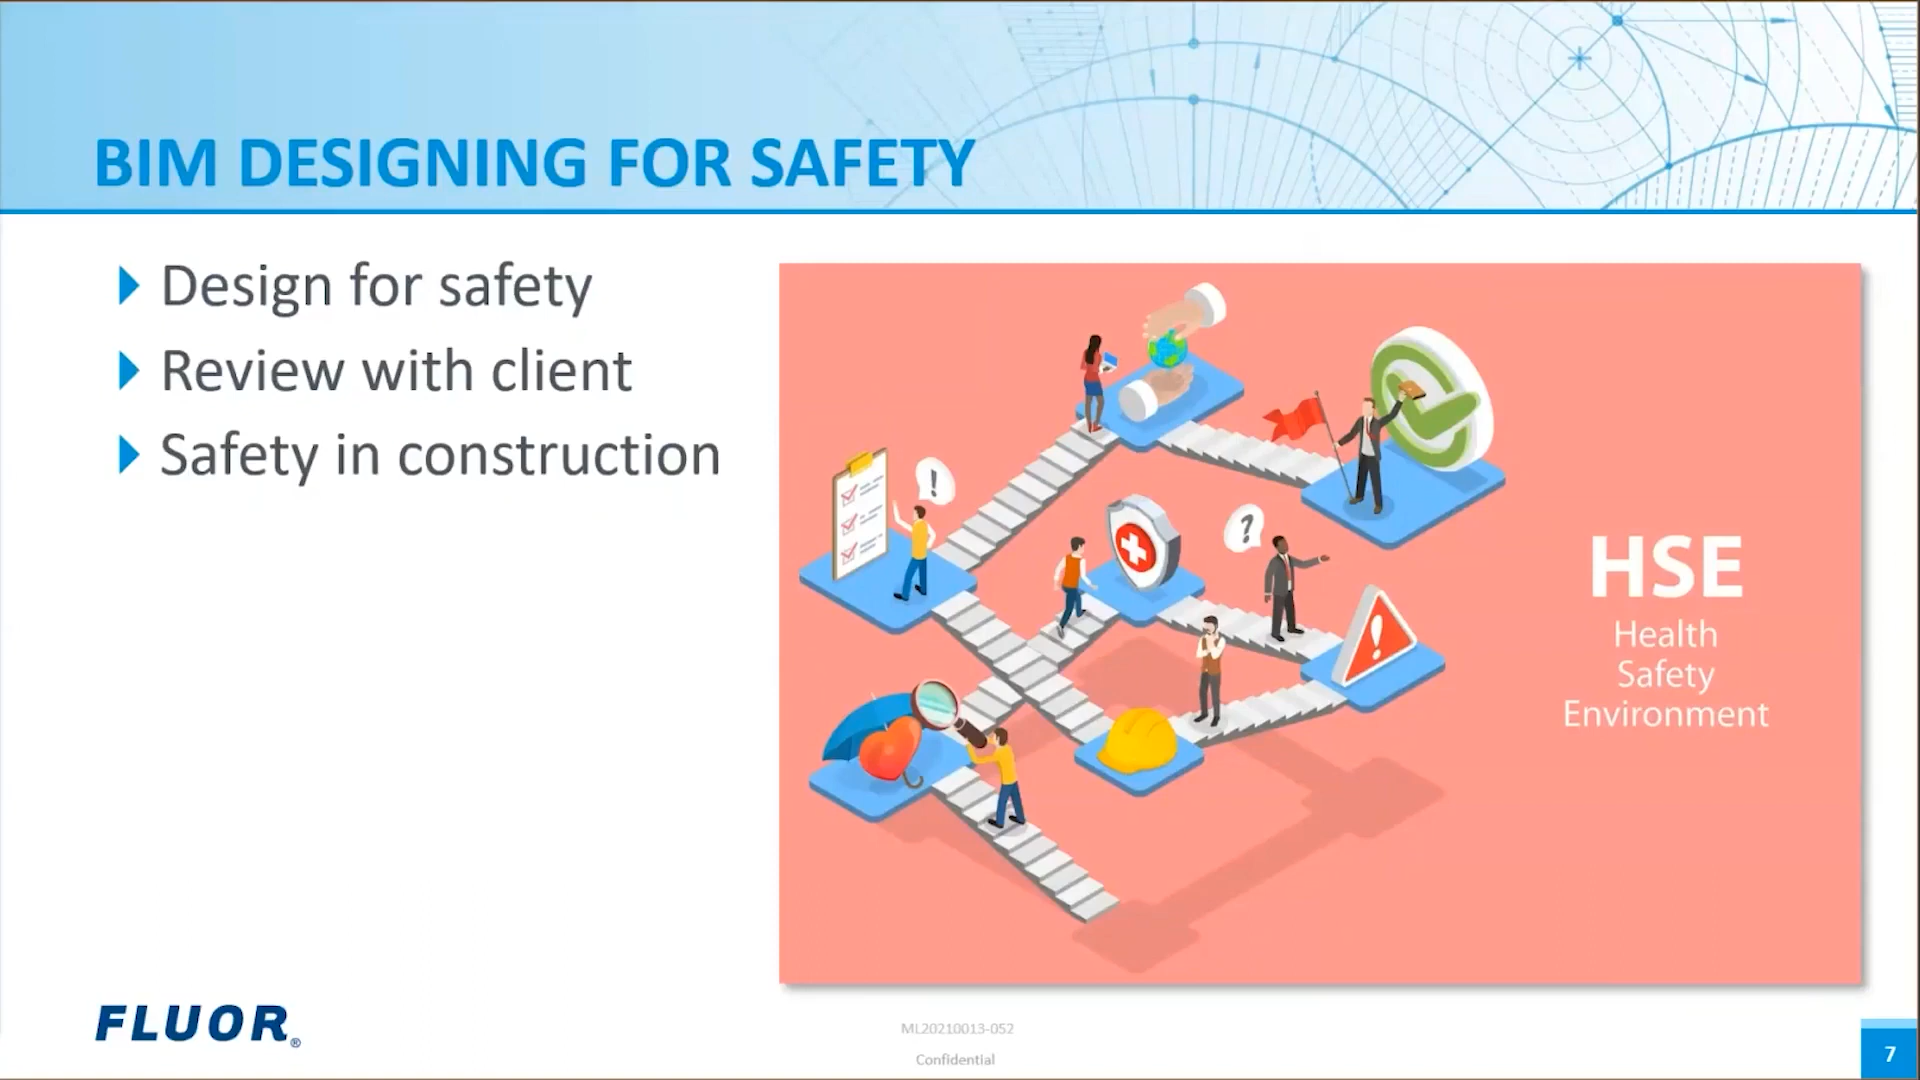 BIM DESIGNING FOR SAFETY
Design for safety
Review with client
Safety in construction
!
?
!
HSE
Health
Safety
Environment
FLUOR®
ML20210013-052
Confidential
7